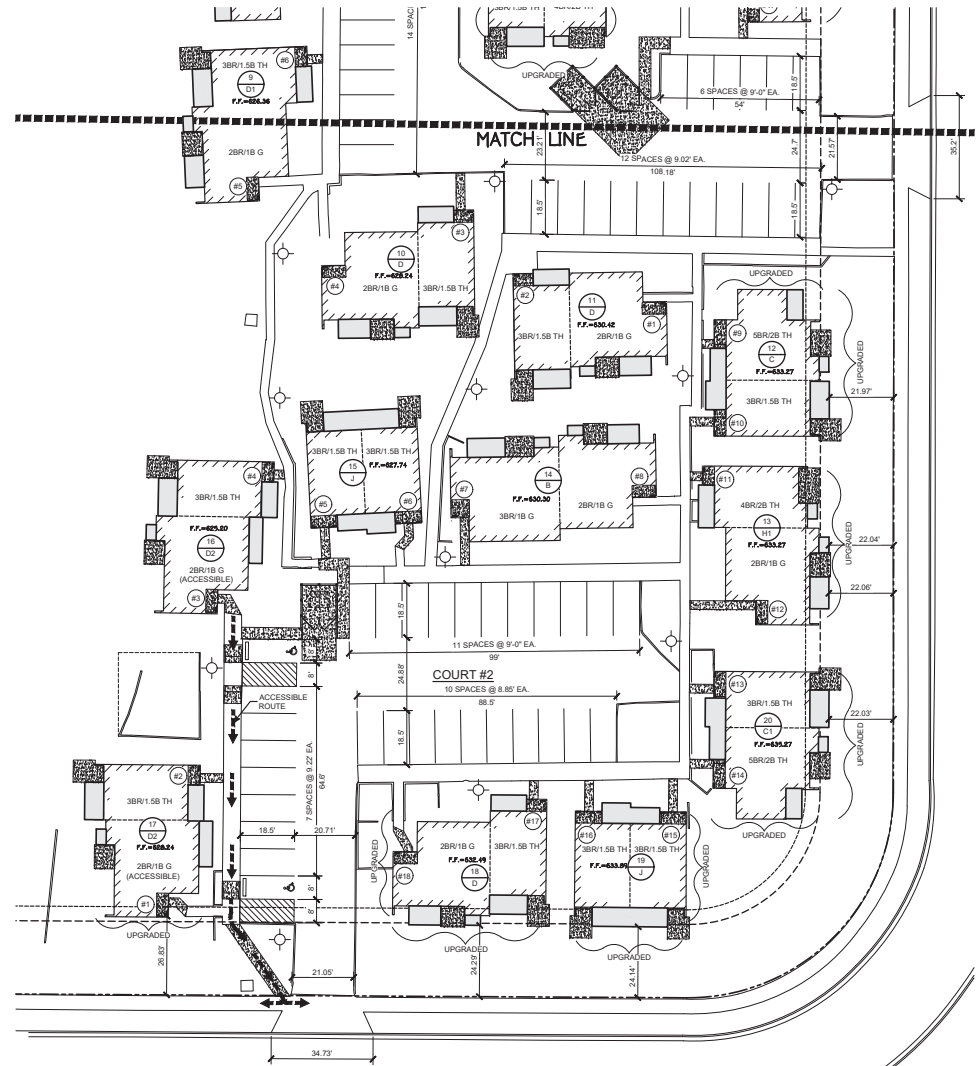 14 SPACES
3BR/1.5B TH
4BR/2B TH
UPGRADED
#6
3BR/1.5B TH
9
D1
F.F.=626.36
2BR/1B G
#5
6 SPACES @ 9'-0" EA.
54'
18.5'
MATCH LINE
23.21'
24.7'
21.57'
35.2'
12 SPACES @ 9.02' EA.
108.18'
18.5'
18.5'
#3
10
D
F.F.=628.24
#4
2BR/1B G
3BR/1.5B TH
#2
11
D
F.F.=630.42
#1
3BR/1.5B TH
2BR/1B G
UPGRADED
#9
5BR/2B TH
12
C
F.F.=633.27
3BR/1.5B TH
#10
UPGRADED
21.97'
3BR/1.5B TH
3BR/1.5B TH
15
J
F.F.=627.74
#5
#6
14
B
F.F.=630.30
#7
#8
3BR/1B G
2BR/1B G
#11
4BR/2B TH
13
H1
F.F.=633.27
2BR/1B G
#12
UPGRADED
22.04'
22.06'
#4
3BR/1.5B TH
F.F.=625.20
16
D2
2BR/1B G
(ACCESSIBLE)
#3
18.5'
11 SPACES @ 9'-0" EA.
99'
24.88'
COURT #2
10 SPACES @ 8.85' EA.
88.5'
18.5'
8'
8'
ACCESSIBLE
ROUTE
7 SPACES @ 9.22' EA.
64.6'
#13
3BR/1.5B TH
20
C1
F.F.=635.27
5BR/2B TH
#14
UPGRADED
UPGRADED
22.03'
#2
3BR/1.5B TH
17
D2
F.F.=628.24
2BR/1B G
(ACCESSIBLE)
#1
UPGRADED
26.83'
18.5'
20.71'
8'
8'
21.05'
34.73'
UPGRADED
#17
2BR/1B G
3BR/1.5B TH
F.F.=632.49
18
D
#18
UPGRADED
24.29'
#16
#15
3BR/1.5B TH
3BR/1.5B TH
19
J
UPGRADED
UPGRADED
24.14'